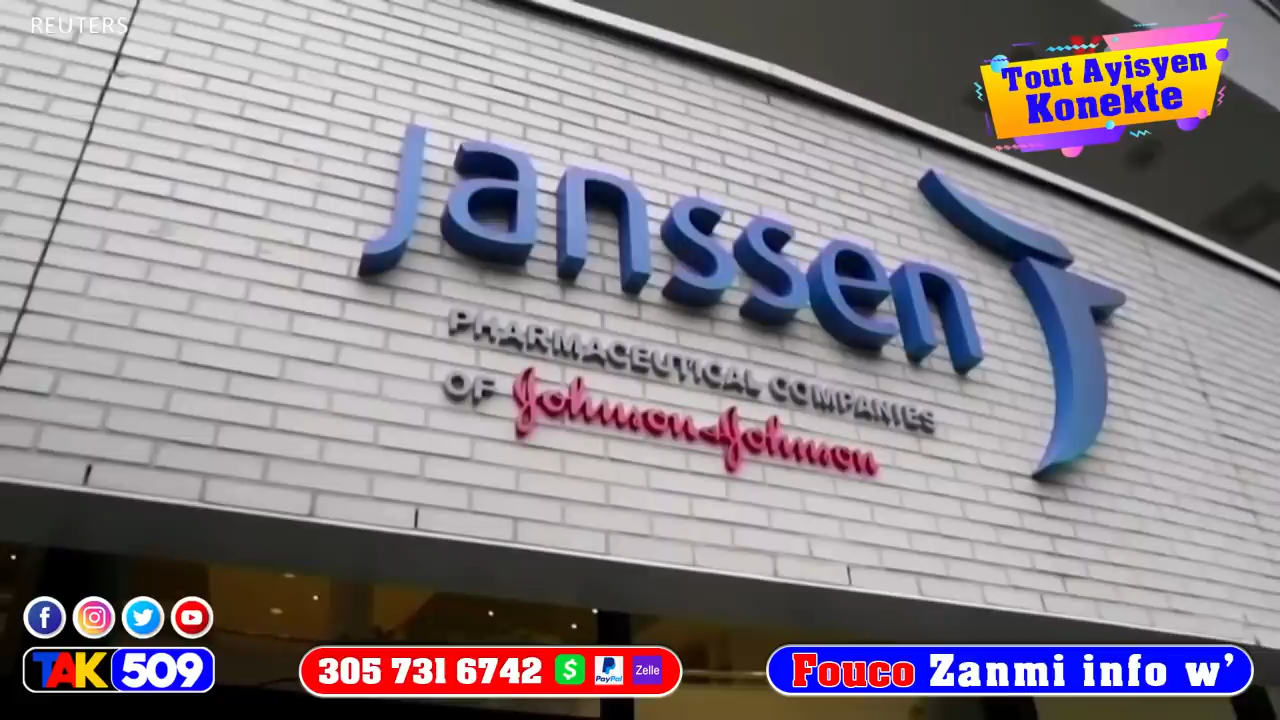 REUTERS
Tout Ayisyen
Konekte
Janssen
PHARMACEUTICAL COMPANIES
OF Johnson&Johnson
TAK 509
305 731 6742 $ PayPal Zelle
Fouco Zanmi info w'